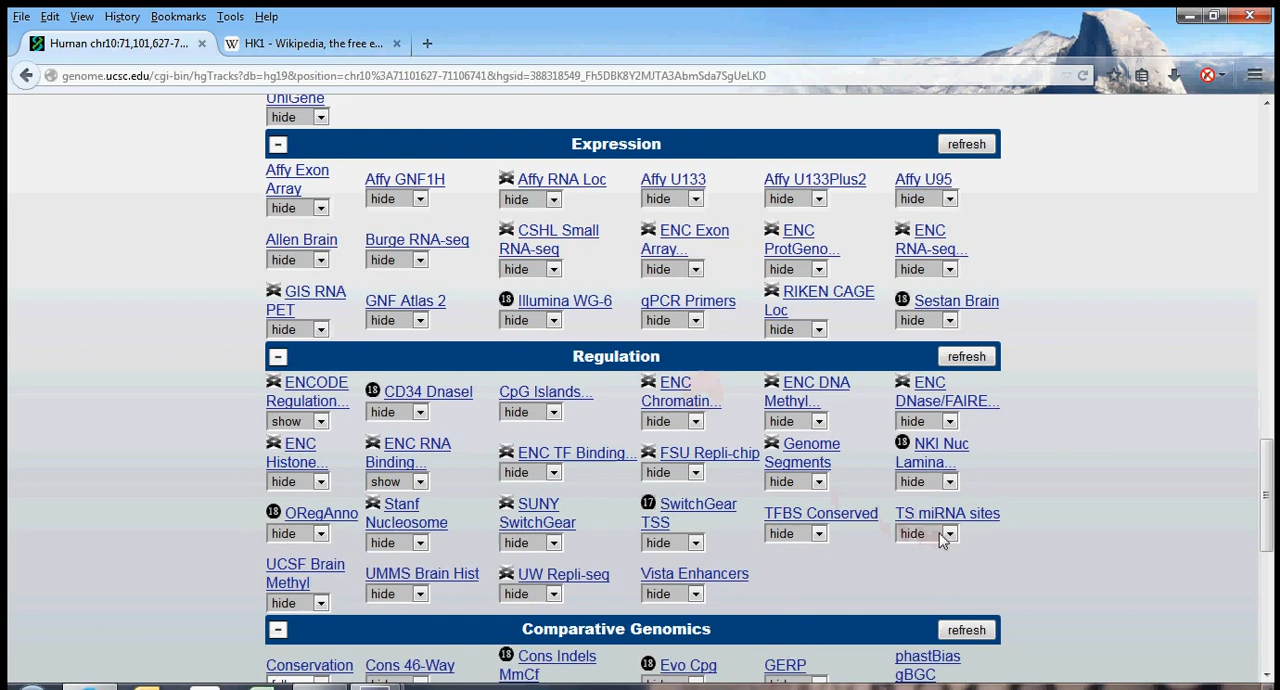 File Edit View History Bookmarks Tools Help
Human chr10:71,101,627-7... × W HK1 - Wikipedia, the free e... × +
genome.ucsc.edu/cgi-bin/hgTracks?db=hg19&position=chr10%3A71101627-71106741&hgsid=388318549_Fh5DBK8Y2MJTA3AbmSda7SgUeLKD
UniGene
hide
- Expression refresh
Affy Exon
Array
hide
Affy GNF1H
hide
Affy RNA Loc
hide
Affy U133
hide
Affy U133Plus2
hide
Affy U95
hide
Allen Brain
hide
Burge RNA-seq
hide
CSHL Small
RNA-seq
hide
ENC Exon
Array...
hide
ENC
ProtGeno...
hide
ENC
RNA-seq...
hide
GIS RNA
PET
hide
GNF Atlas 2
hide
18 Illumina WG-6
hide
qPCR Primers
hide
RIKEN CAGE
Loc
hide
18 Sestan Brain
hide
- Regulation refresh
ENCODE
Regulation...
show
18 CD34 DnaseI
hide
CpG Islands...
hide
ENC
Chromatin...
hide
ENC DNA
Methyl...
hide
ENC
DNase/FAIRE...
hide
ENC
Histone...
hide
ENC RNA
Binding...
show
ENC TF Binding...
hide
FSU Repli-chip
hide
Genome
Segments
hide
18 NKI Nuc
Lamina...
hide
18 ORegAnno
hide
Stanf
Nucleosome
hide
SUNY
SwitchGear
hide
17 SwitchGear
TSS
hide
TFBS Conserved
hide
TS miRNA sites
hide
UCSF Brain
Methyl
hide
UMMS Brain Hist
hide
UW Repli-seq
hide
Vista Enhancers
hide
- Comparative Genomics refresh
Conservation
Cons 46-Way
18 Cons Indels
MmCf
18 Evo Cpg
GERP
phastBias
gBGC